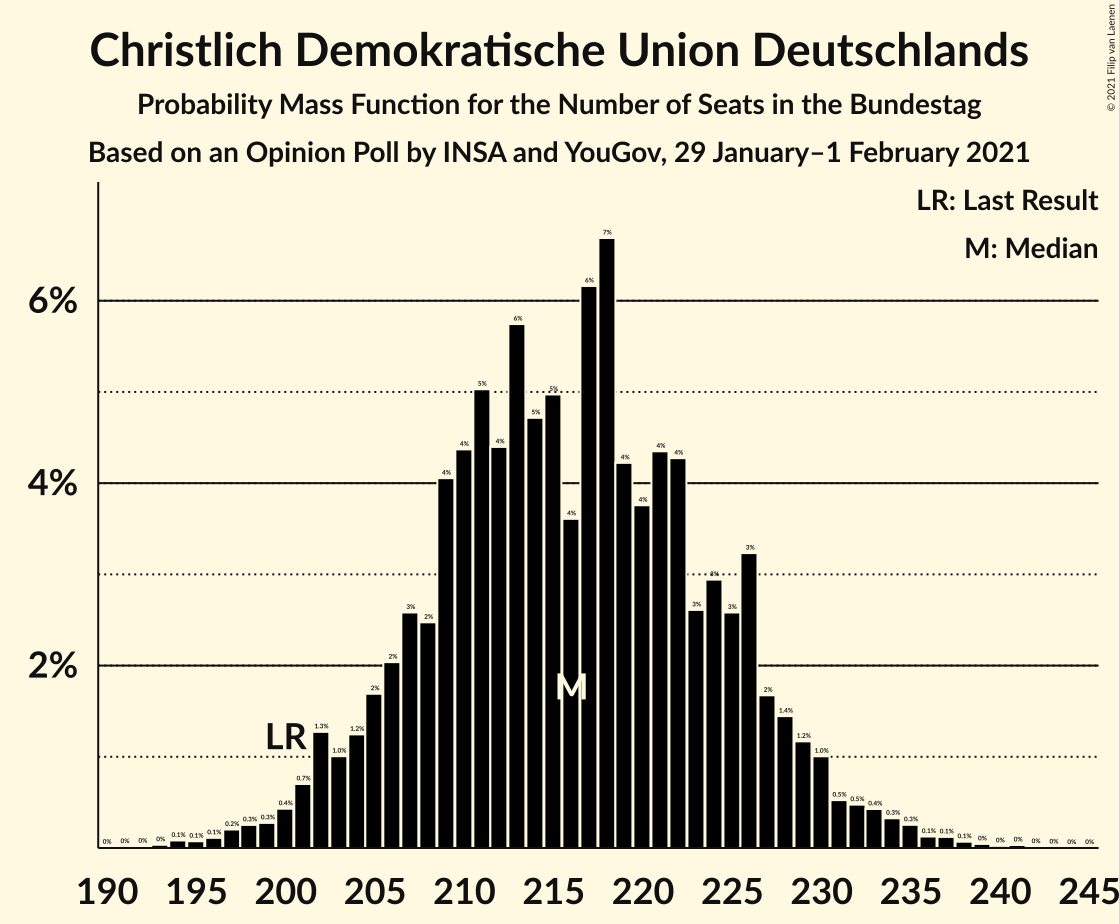 Christlich Demokratische Union Deutschlands
Probability Mass Function for the Number of Seats in the Bundestag
Based on an Opinion Poll by INSA and YouGov, 29 January–1 February 2021
© 2021 Filip van Laenen
LR: Last Result
M: Median
6%
4%
2%
LR
M
0% 0% 0% 0% 0.1% 0.1% 0.1% 0.2% 0.3% 0.3% 0.4% 0.7% 1.3% 1.0% 1.2% 2% 2% 3% 2% 4% 4% 5% 4% 6% 5% 5% 4% 6% 7% 4% 4% 4% 4% 3% 3% 3% 3% 2% 1.4% 1.2% 1.0% 0.5% 0.5% 0.4% 0.3% 0.3% 0.1% 0.1% 0.1% 0% 0% 0% 0% 0% 0% 0%
190 195 200 205 210 215 220 225 230 235 240 245